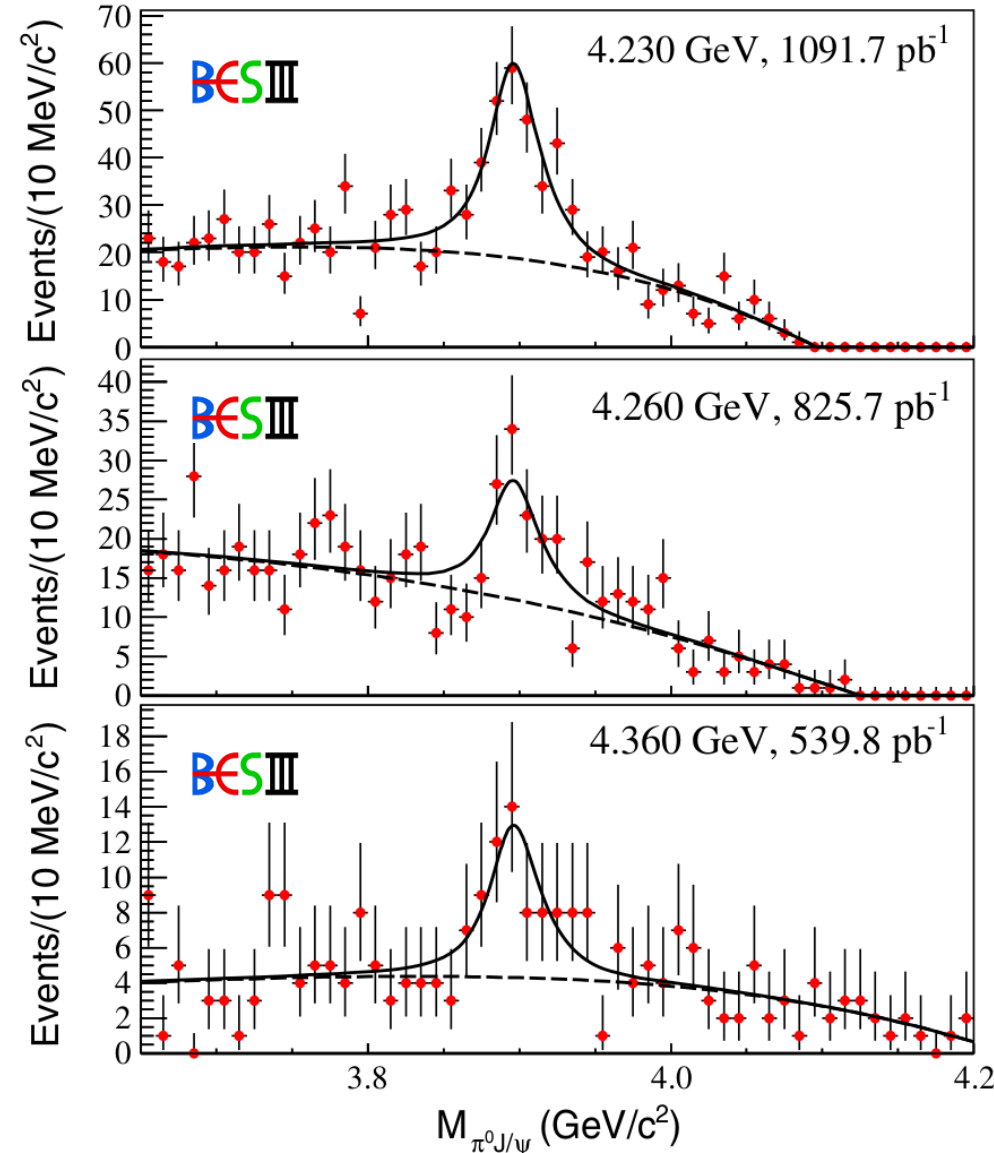 Events/(10 MeV/c²)
70
60
50
40
30
20
10
0
BESIII
4.230 GeV, 1091.7 pb⁻¹
Events/(10 MeV/c²)
40
35
30
25
20
15
10
5
0
BESIII
4.260 GeV, 825.7 pb⁻¹
Events/(10 MeV/c²)
18
16
14
12
10
8
6
4
2
0
BESIII
4.360 GeV, 539.8 pb⁻¹
3.8 4.0 4.2
M_π⁰J/ψ (GeV/c²)